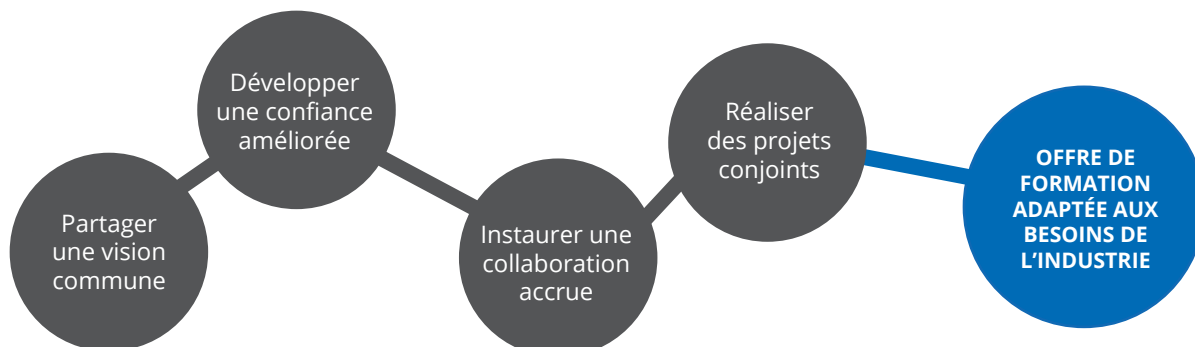 Partager
une vision
commune
Développer
une confiance
améliorée
Instaurer une
collaboration
accrue
Réaliser
des projets
conjoints
OFFRE DE
FORMATION
ADAPTÉE AUX
BESOINS DE
L’INDUSTRIE